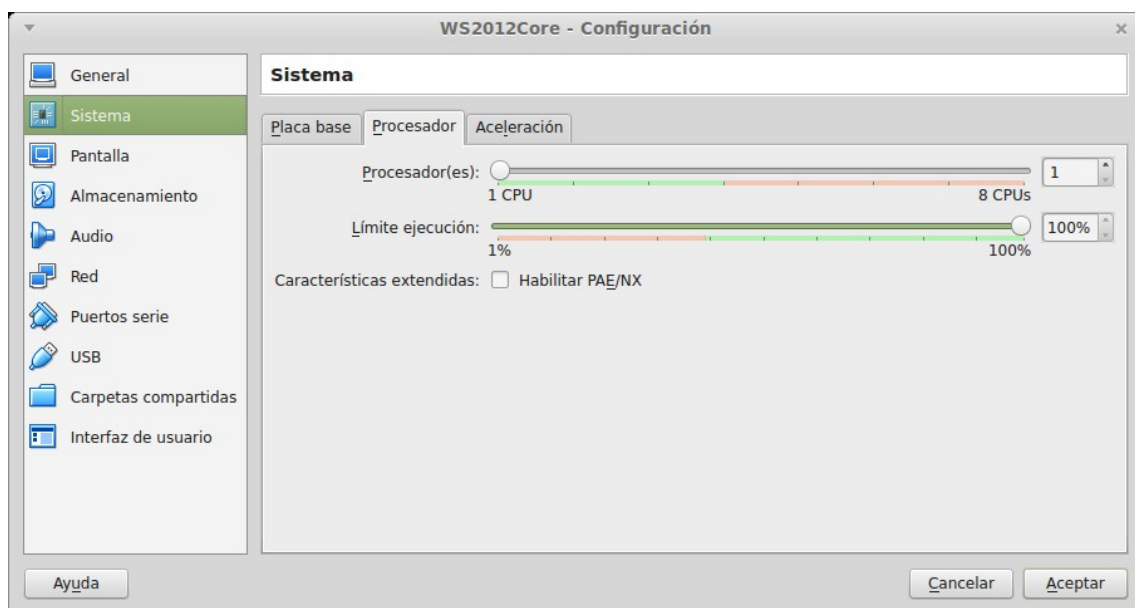 WS2012Core - Configuración
General
Sistema
Pantalla
Almacenamiento
Audio
Red
Puertos serie
USB
Carpetas compartidas
Interfaz de usuario
Sistema
Placa base Procesador Aceleración
Procesador(es): 1
1 CPU 8 CPUs
Límite ejecución: 100%
1% 100%
Características extendidas: Habilitar PAE/NX
Ayuda Cancelar Aceptar